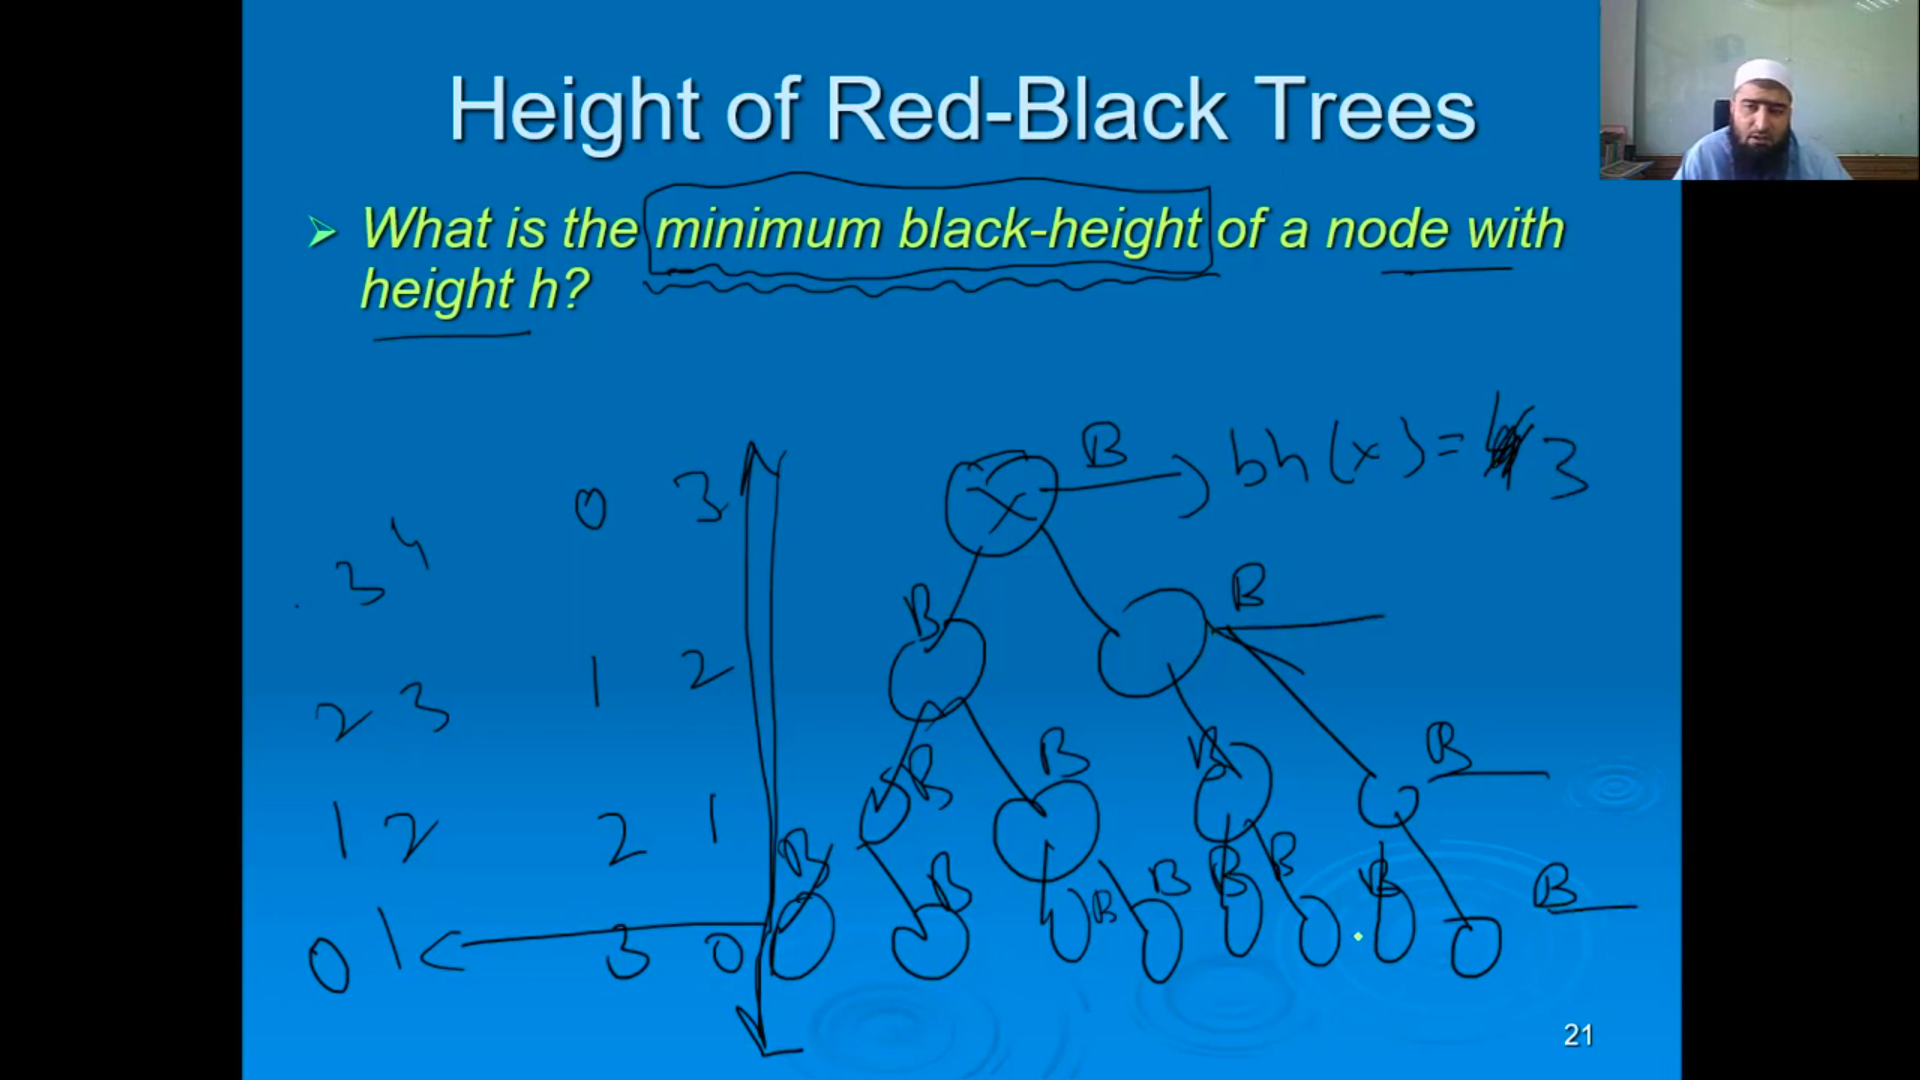 Height of Red-Black Trees
What is the minimum black-height of a node with
height h?
B
bh(x) = 3
0 3
X
3 4
B
B
1 2
2 3
B
B
B
B
1 2
2 1
B
B
B
B
B
B
B
B
0 1
3 0
21